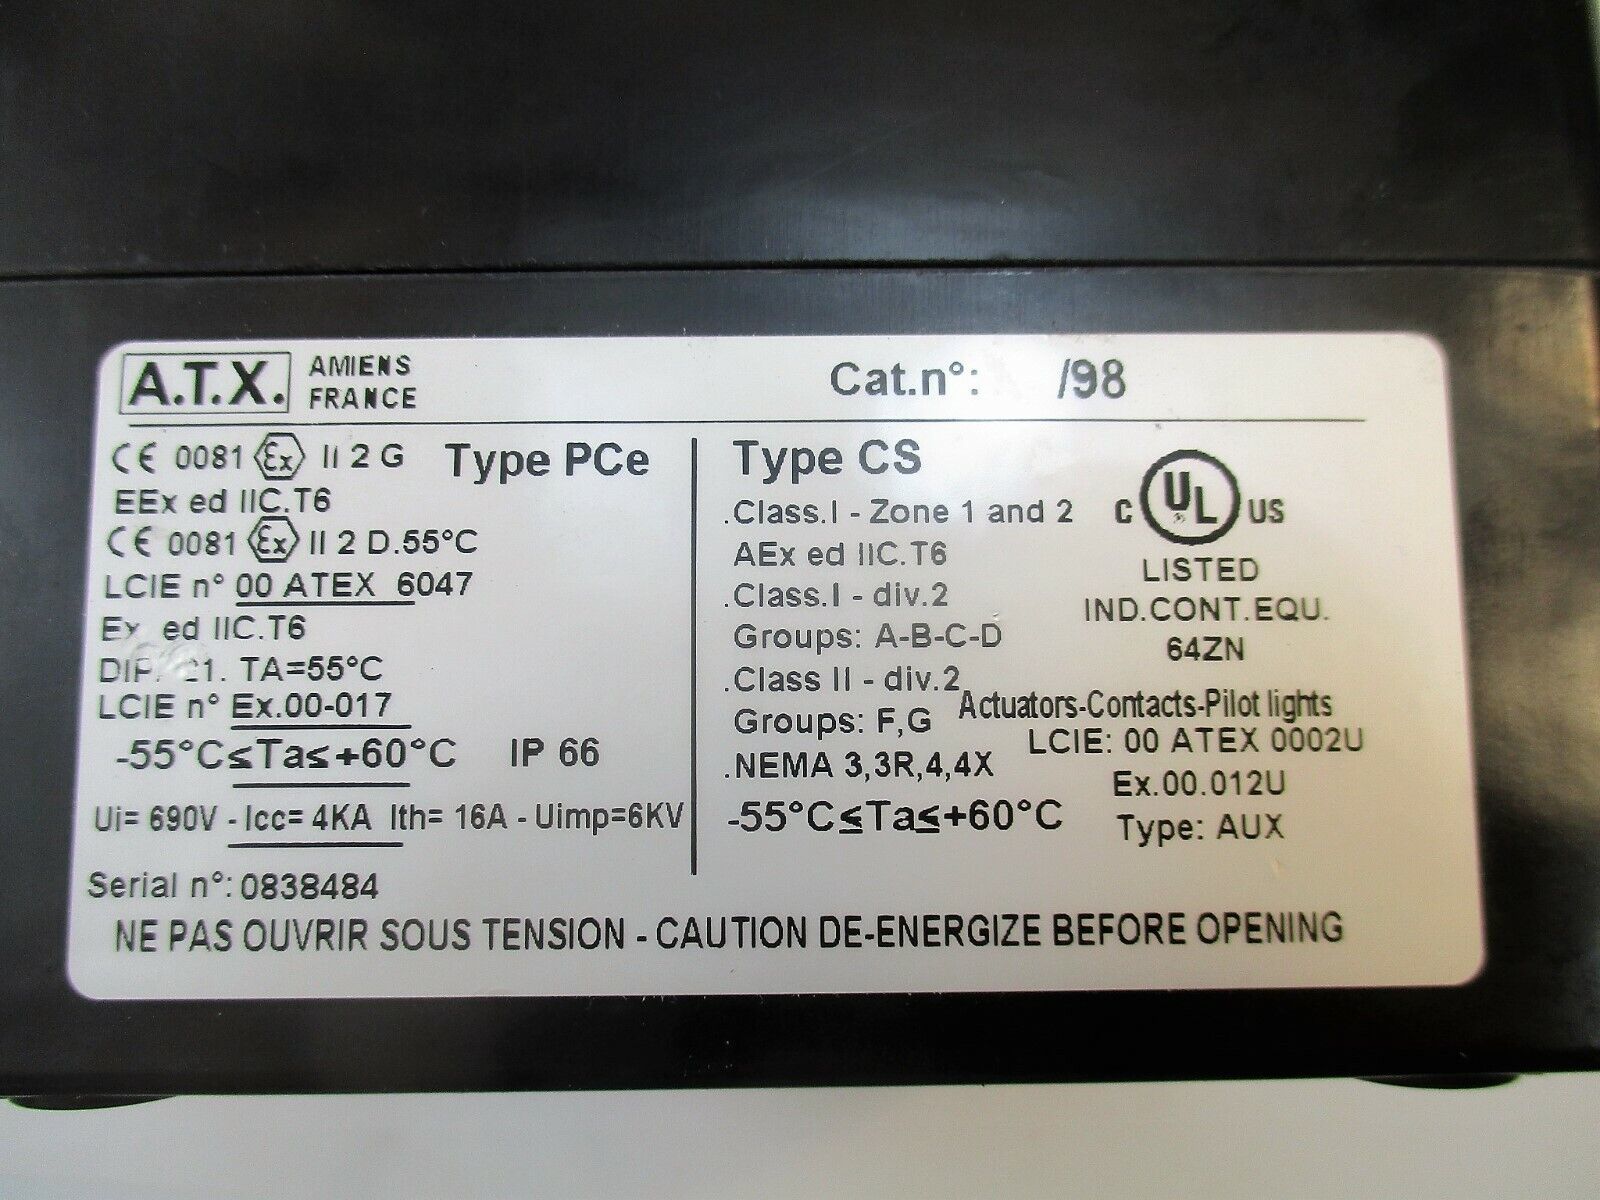 A.T.X. AMIENS
FRANCE
Cat.n°: /98
CE 0081 Ex II 2 G Type PCe
EEx ed IIC.T6
CE 0081 Ex II 2 D.55°C
LCIE n° 00 ATEX 6047
ed IIC.T6
TA=55°C
LCIE n° Ex.00-017
-55°C≤Ta≤+60°C IP 66
Ui= 690V - Icc= 4KA Ith= 16A - Uimp=6KV
Type CS
.Class.I - Zone 1 and 2
AEx ed IIC.T6
.Class.I - div.2
Groups: A-B-C-D
.Class II - div.2
Groups: F,G
.NEMA 3,3R,4,4X
-55°C≤Ta≤+60°C
C UL US
LISTED
IND.CONT.EQU.
64ZN
Actuators-Contacts-Pilot lights
LCIE: 00 ATEX 0002U
Ex.00.012U
Type: AUX
Serial n°: 0838484
NE PAS OUVRIR SOUS TENSION - CAUTION DE-ENERGIZE BEFORE OPENING